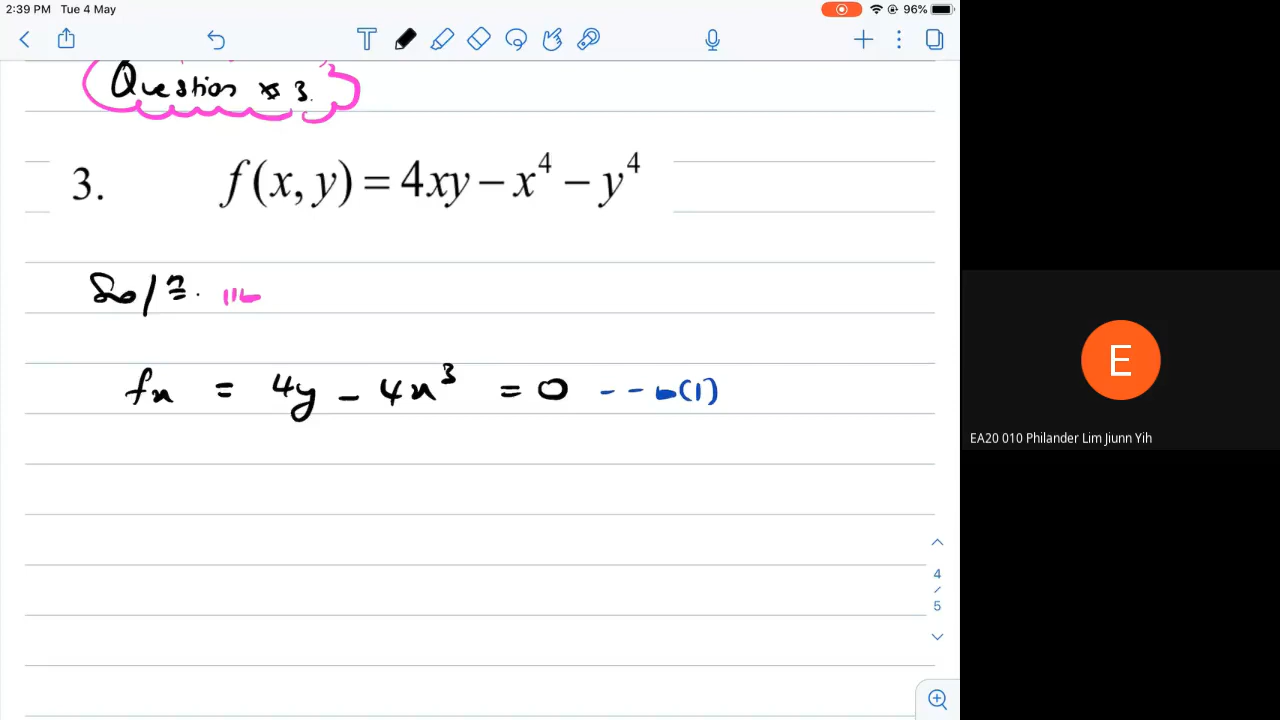 2:39 PM Tue 4 May 96%
Question * 3.
3. f(x, y) = 4xy − x⁴ − y⁴
Sol n.
fx = 4y − 4x³ = 0 --→(1)
E
EA20 010 Philander Lim Jiunn Yih
4
/
5